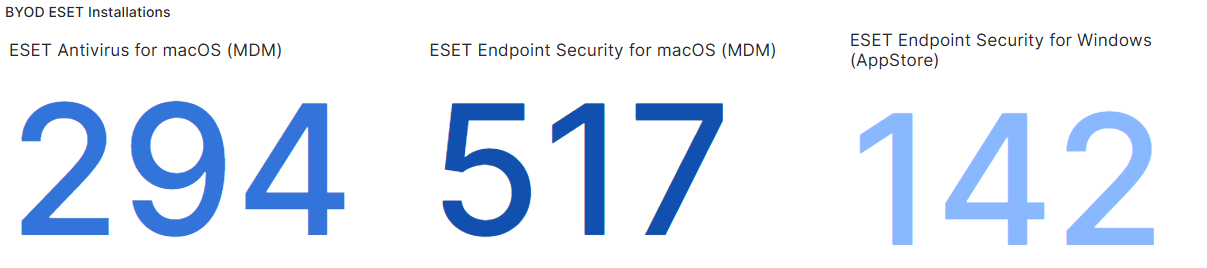 BYOD ESET Installations
ESET Antivirus for macOS (MDM)
294
ESET Endpoint Security for macOS (MDM)
517
ESET Endpoint Security for Windows
(AppStore)
142